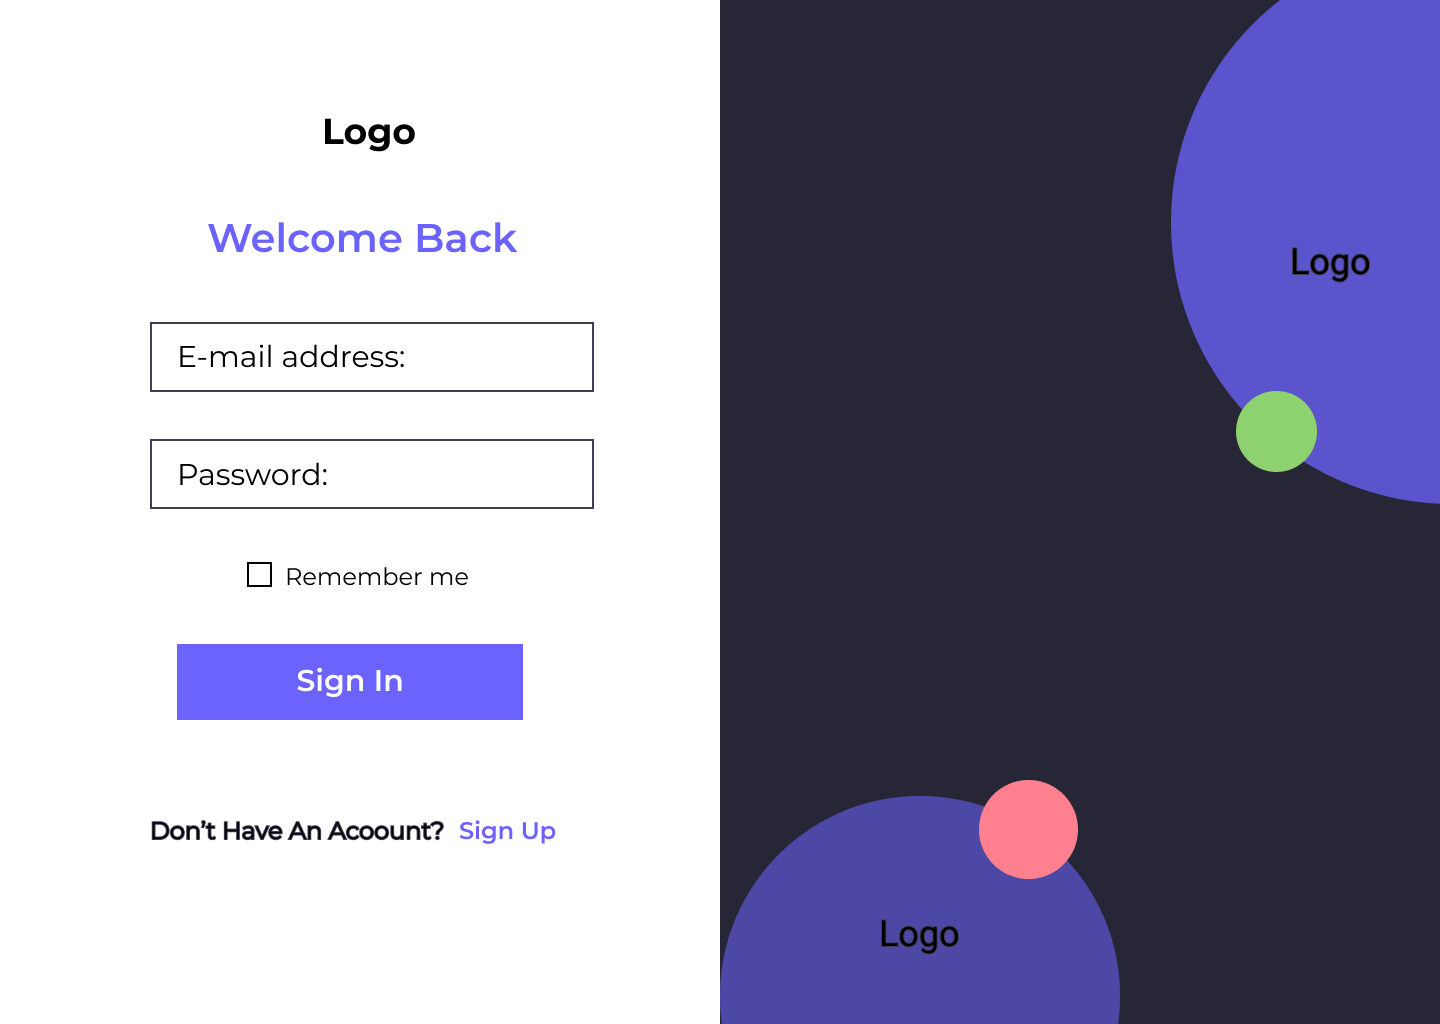 Logo
Welcome Back
E-mail address:
Password:
Remember me
Sign In
Don’t Have An Acoount? Sign Up
Logo
Logo